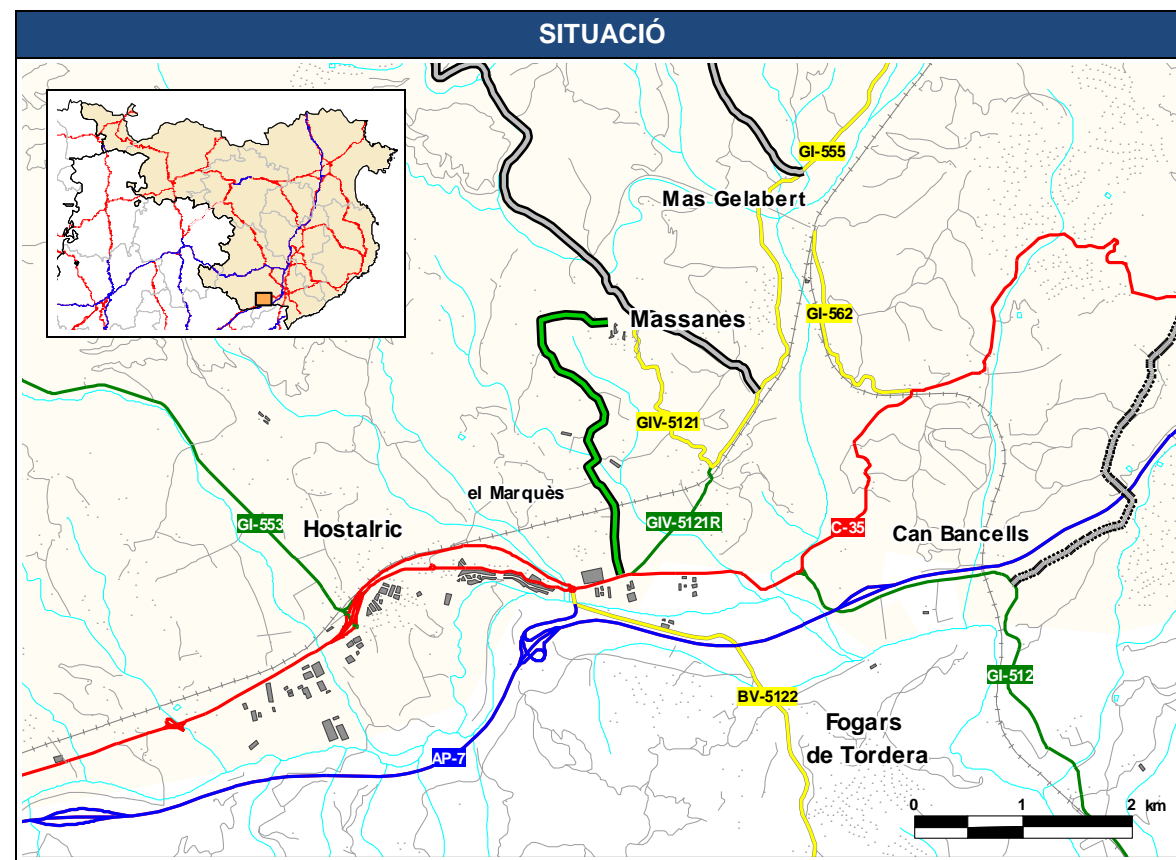 SITUACIÓ
GI-555
Mas Gelabert
GI-562
Massanes
GIV-5121
el Marquès
GI-553
Hostalric
GIV-5121R
C-35
Can Bancells
GI-512
BV-5122
Fogars
de Tordera
AP-7
0 1 2 km